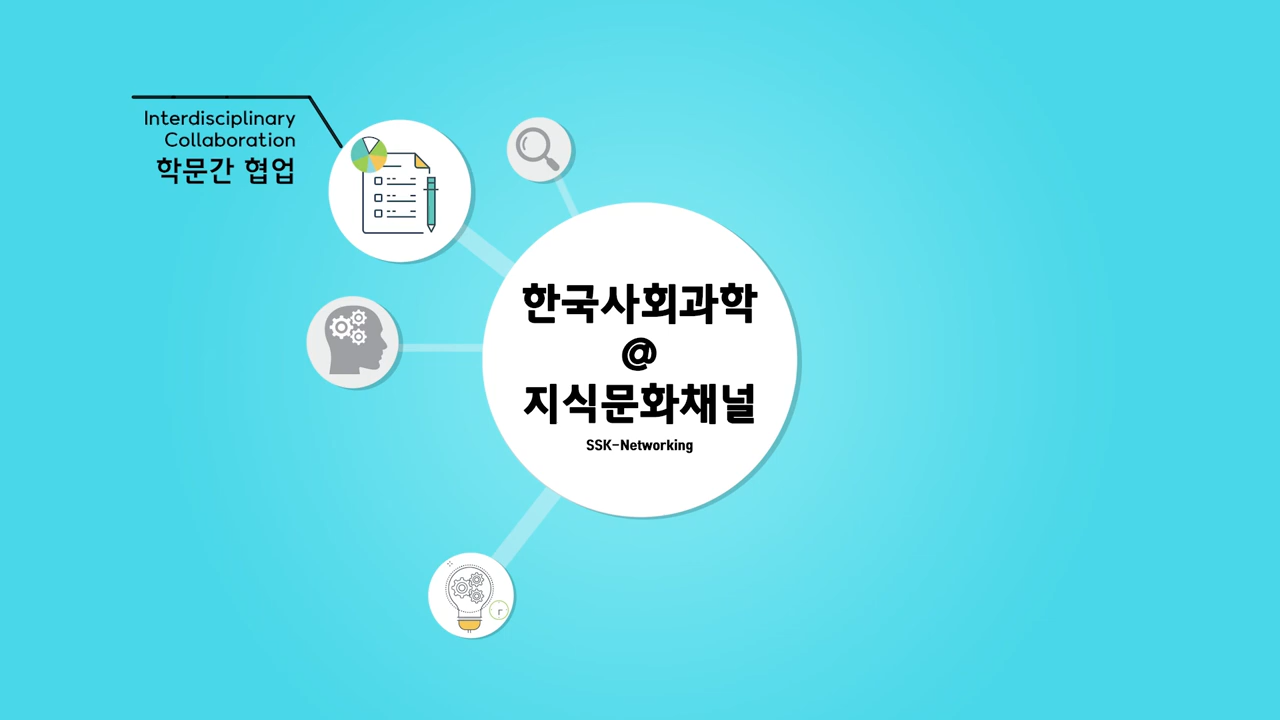 Interdisciplinary
Collaboration
학문간 협업
한국사회과학
@
지식문화채널
SSK-Networking